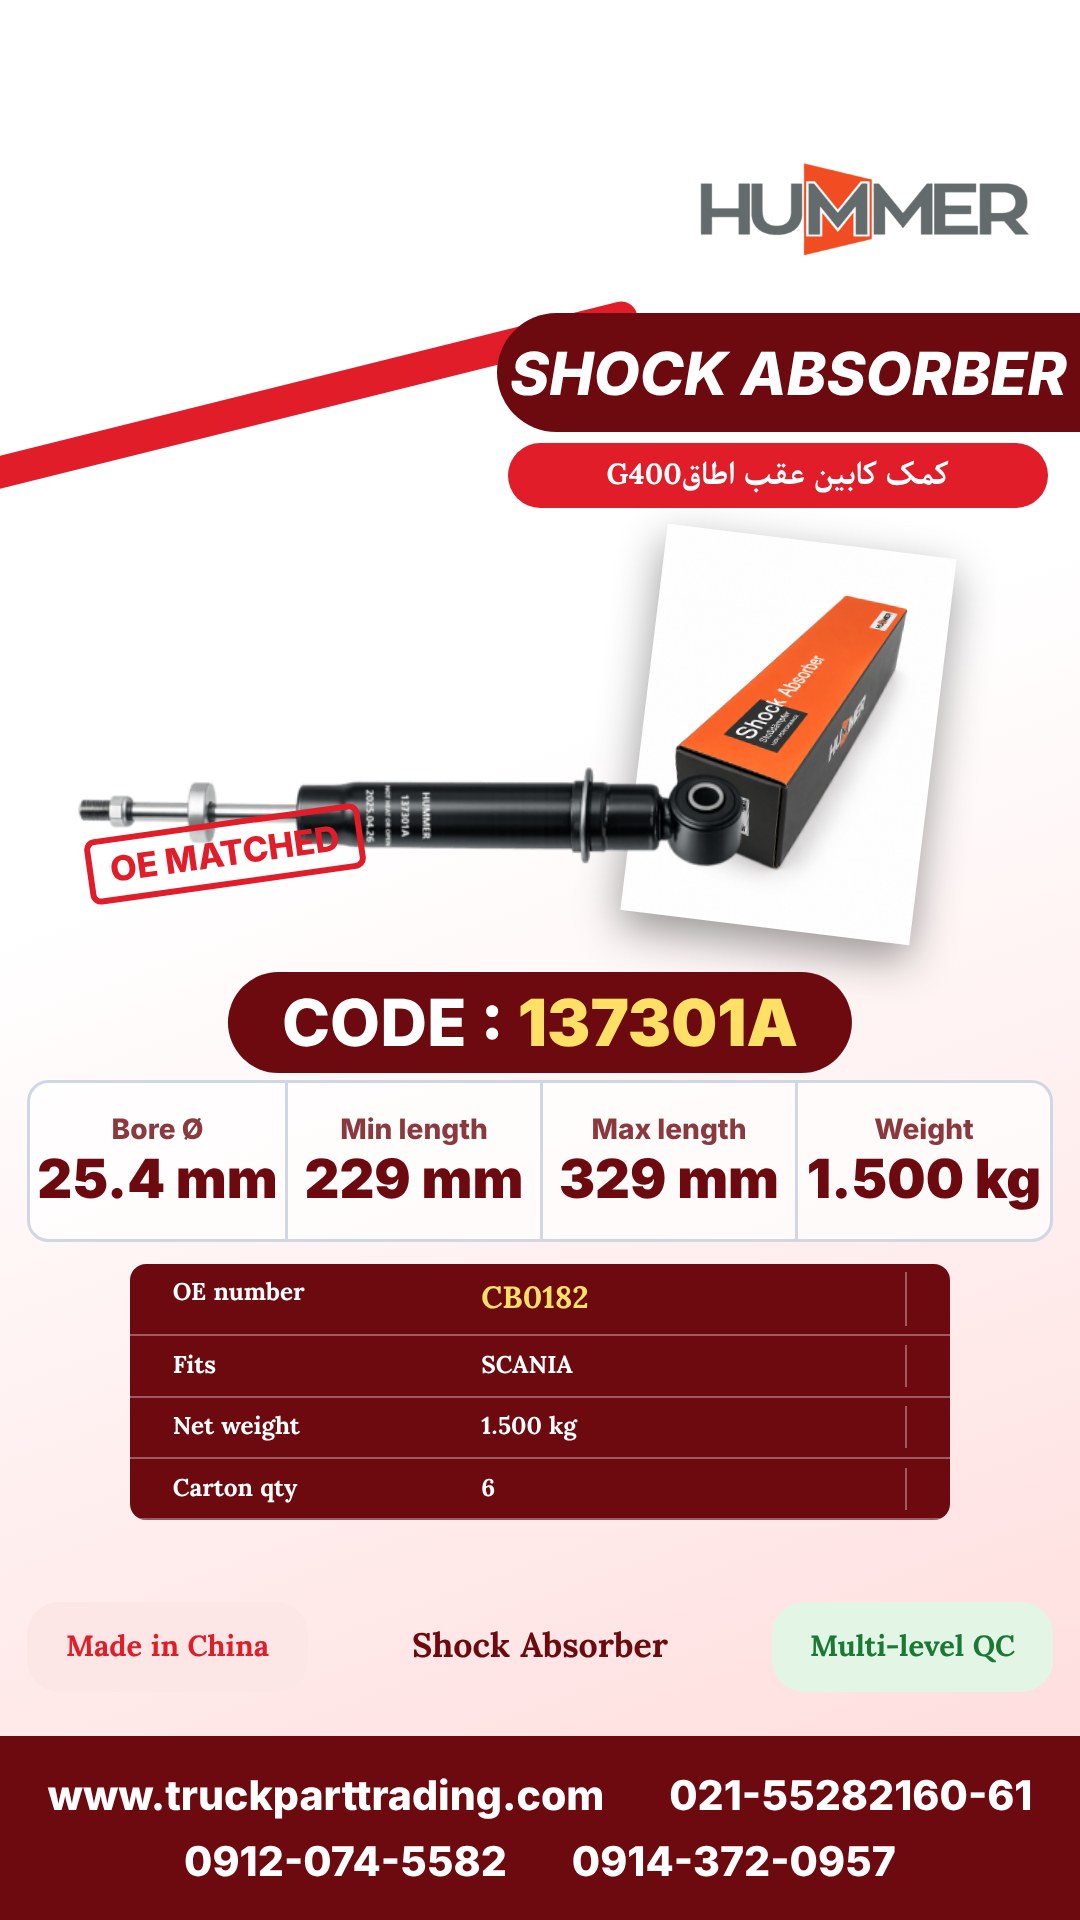 HUMMER
SHOCK ABSORBER
کمک کابین عقب اطاق G400
Shock Absorber
HUMMER
HUMMER
137301A
2025.04.26
OE MATCHED
CODE : 137301A
Bore Ø
25.4 mm
Min length
229 mm
Max length
329 mm
Weight
1.500 kg
OE number CB0182
Fits SCANIA
Net weight 1.500 kg
Carton qty 6
Made in China
Shock Absorber
Multi-level QC
www.truckparttrading.com 021-55282160-61
0912-074-5582 0914-372-0957